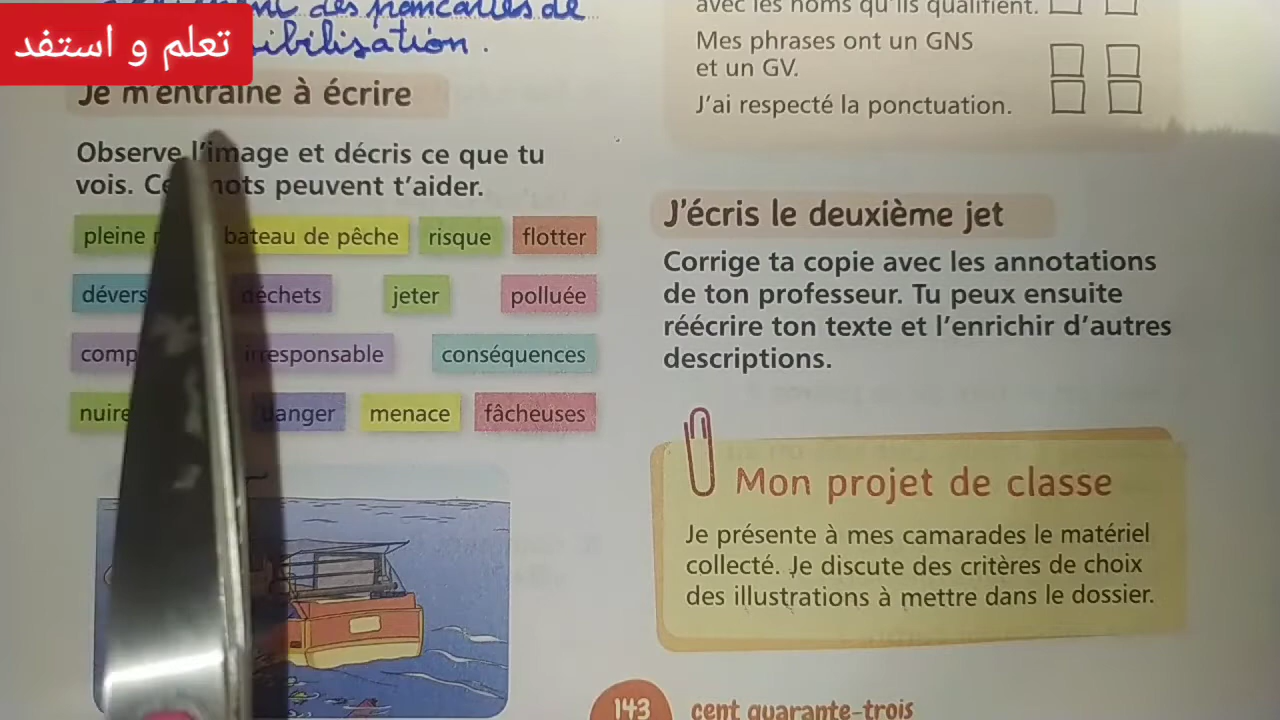 des pancartes de
تعلم و استفد
sibilisation.
Je m'entraîne à écrire
Observe l'image et décris ce que tu
vois. mots peuvent t'aider.
pleine bateau de pêche risque flotter
déchets jeter polluée
irresponsable conséquences
nuire danger menace fâcheuses
avec les noms qu'ils qualifient.
Mes phrases ont un GNS
et un GV.
J'ai respecté la ponctuation.
J'écris le deuxième jet
Corrige ta copie avec les annotations
de ton professeur. Tu peux ensuite
réécrire ton texte et l'enrichir d'autres
descriptions.
Mon projet de classe
Je présente à mes camarades le matériel
collecté. Je discute des critères de choix
des illustrations à mettre dans le dossier.
143 cent quarante-trois